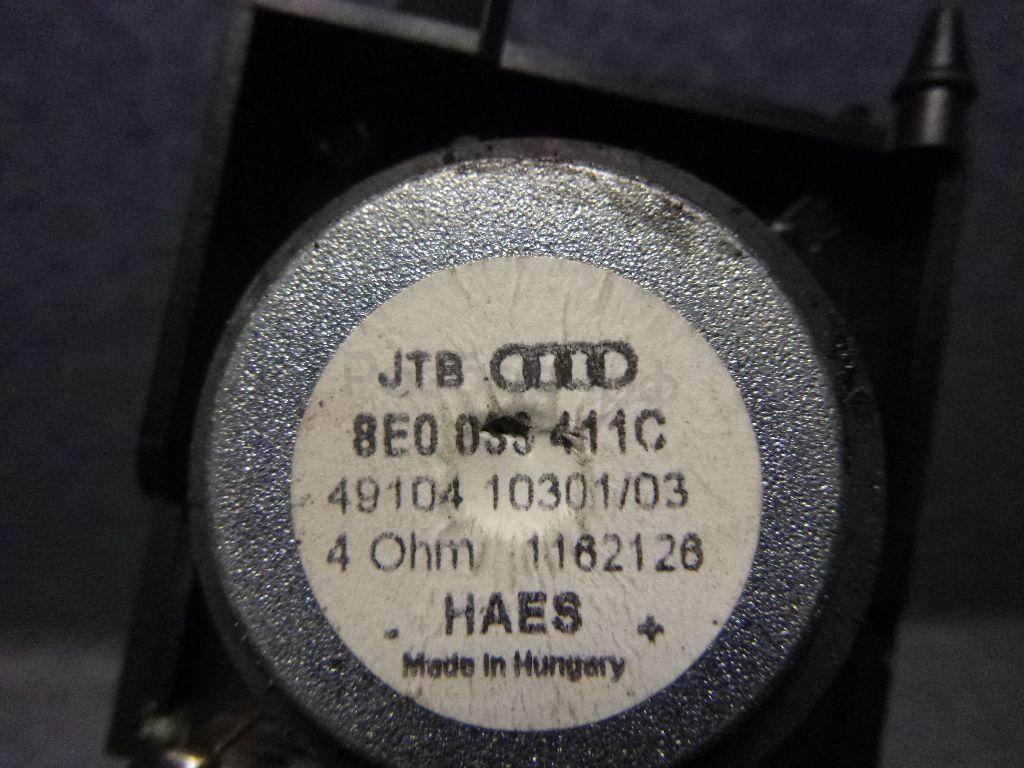 JTB
8E0 035 411C
49104 10301/03
4 Ohm 1162126
HAES
- +
Made in Hungary